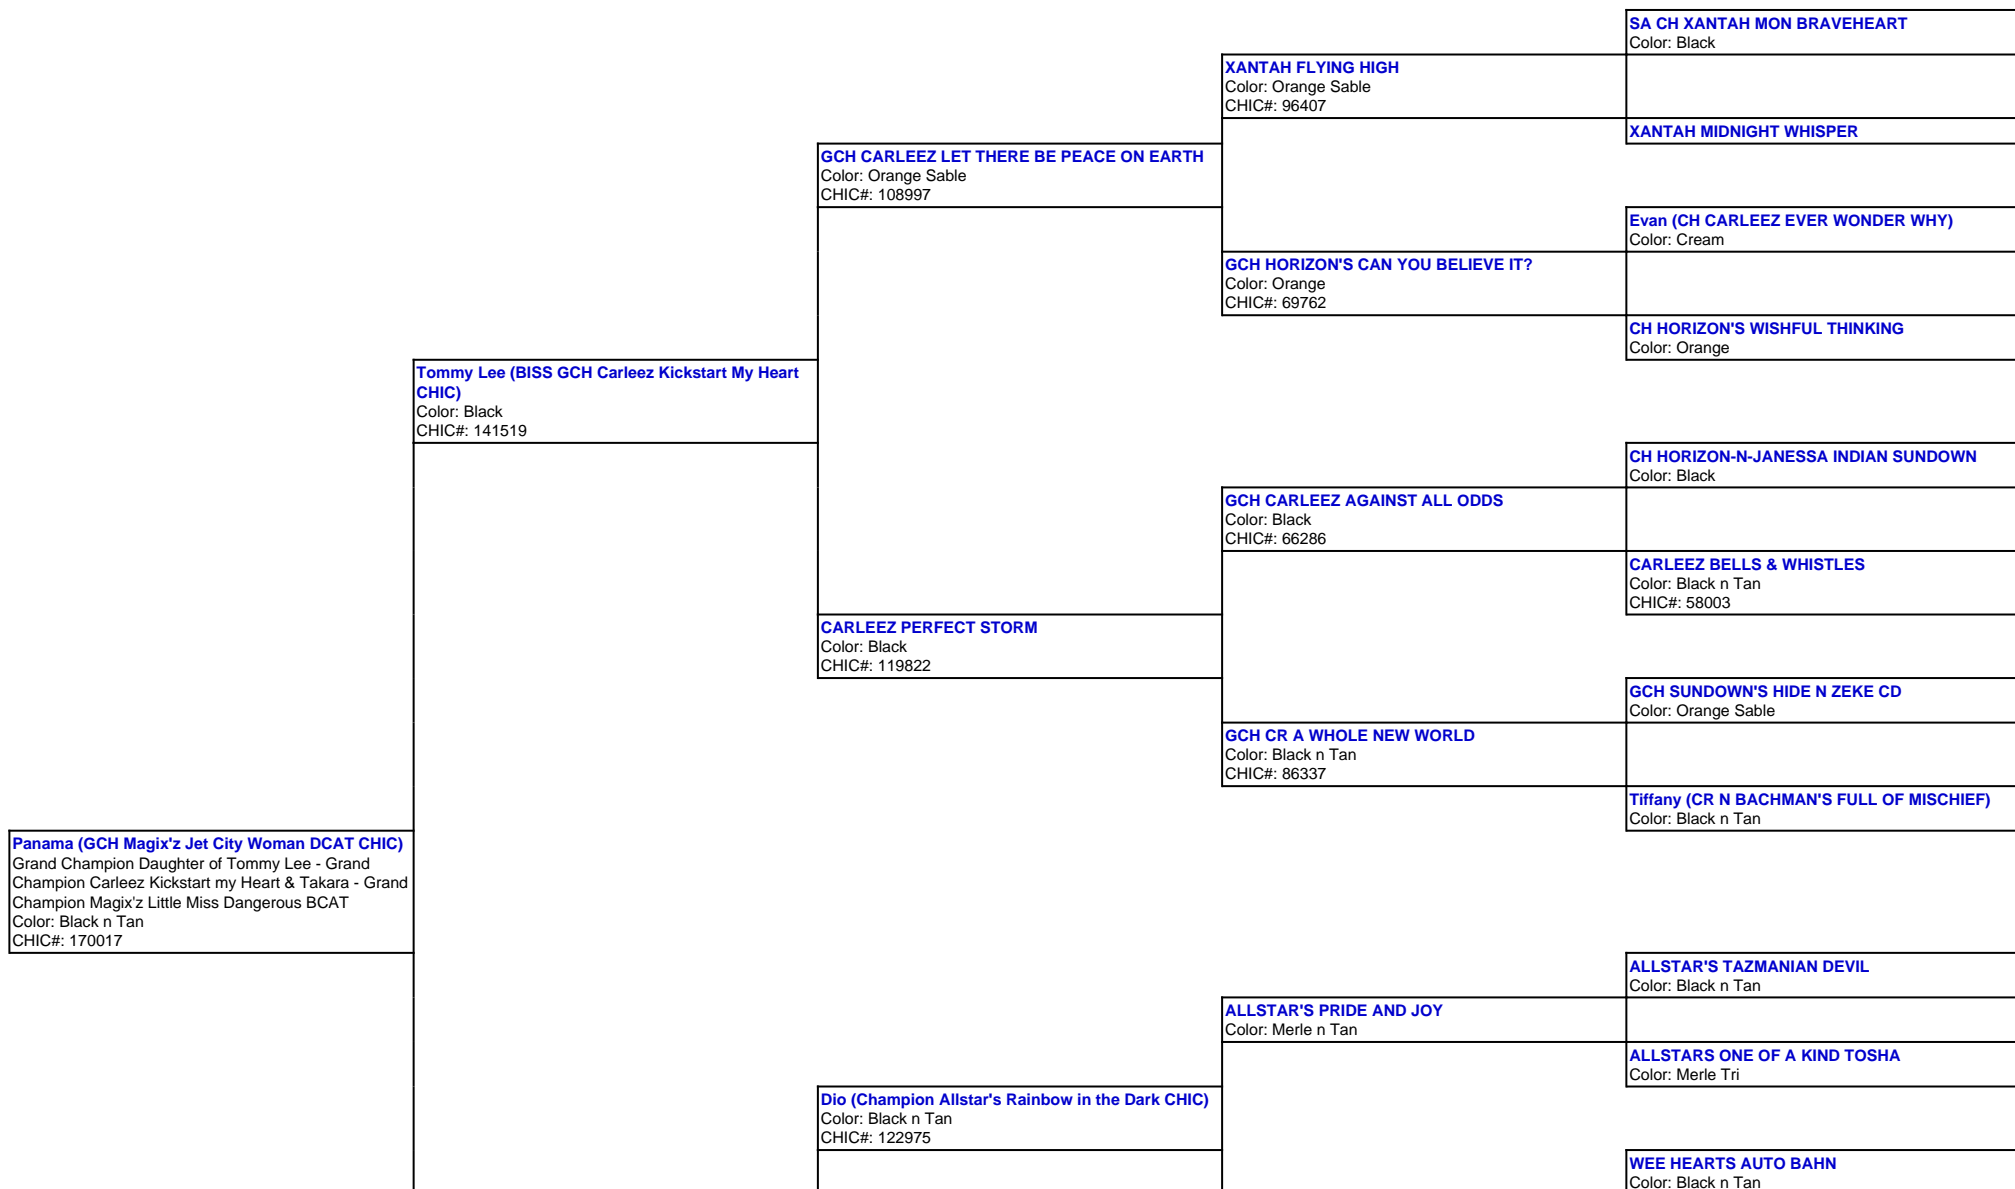 SA CH XANTAH MON BRAVEHEART
Color: Black
XANTAH FLYING HIGH
Color: Orange Sable
CHIC#: 96407
XANTAH MIDNIGHT WHISPER
GCH CARLEEZ LET THERE BE PEACE ON EARTH
Color: Orange Sable
CHIC#: 108997
Evan (CH CARLEEZ EVER WONDER WHY)
Color: Cream
GCH HORIZON'S CAN YOU BELIEVE IT?
Color: Orange
CHIC#: 69762
CH HORIZON'S WISHFUL THINKING
Color: Orange
Tommy Lee (BISS GCH Carleez Kickstart My Heart
CHIC)
Color: Black
CHIC#: 141519
CH HORIZON-N-JANESSA INDIAN SUNDOWN
Color: Black
GCH CARLEEZ AGAINST ALL ODDS
Color: Black
CHIC#: 66286
CARLEEZ BELLS & WHISTLES
Color: Black n Tan
CHIC#: 58003
CARLEEZ PERFECT STORM
Color: Black
CHIC#: 119822
GCH SUNDOWN'S HIDE N ZEKE CD
Color: Orange Sable
GCH CR A WHOLE NEW WORLD
Color: Black n Tan
CHIC#: 86337
Tiffany (CR N BACHMAN'S FULL OF MISCHIEF)
Color: Black n Tan
Panama (GCH Magix'z Jet City Woman DCAT CHIC)
Grand Champion Daughter of Tommy Lee - Grand
Champion Carleez Kickstart my Heart & Takara - Grand
Champion Magix'z Little Miss Dangerous BCAT
Color: Black n Tan
CHIC#: 170017
ALLSTAR'S TAZMANIAN DEVIL
Color: Black n Tan
ALLSTAR'S PRIDE AND JOY
Color: Merle n Tan
ALLSTARS ONE OF A KIND TOSHA
Color: Merle Tri
Dio (Champion Allstar's Rainbow in the Dark CHIC)
Color: Black n Tan
CHIC#: 122975
WEE HEARTS AUTO BAHN
Color: Black n Tan